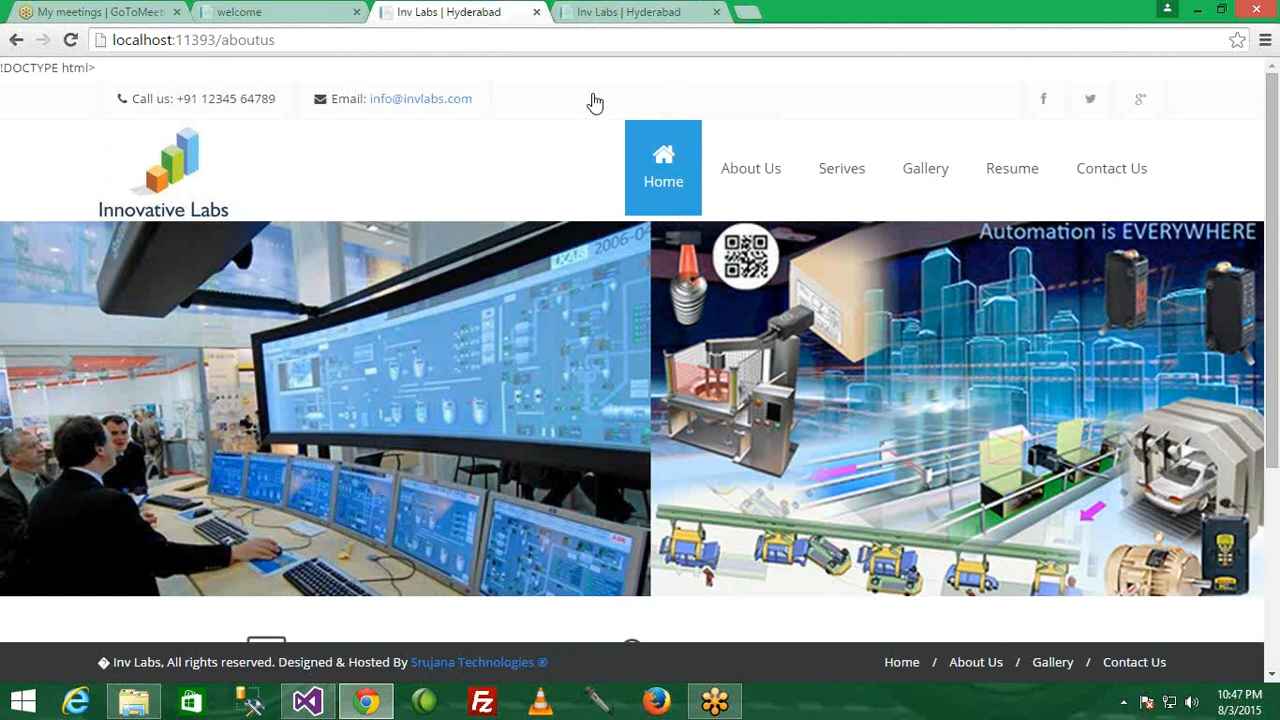 My meetings | GoToMeeti
welcome
Inv Labs | Hyderabad
Inv Labs | Hyderabad
localhost:11393/aboutus
!DOCTYPE html>
Call us: +91 12345 64789
Email: info@invlabs.com
Innovative Labs
Home
About Us
Serives
Gallery
Resume
Contact Us
2006-04
Automation is EVERYWHERE
� Inv Labs, All rights reserved. Designed & Hosted By Srujana Technologies ®
Home / About Us / Gallery / Contact Us
10:47 PM
8/3/2015